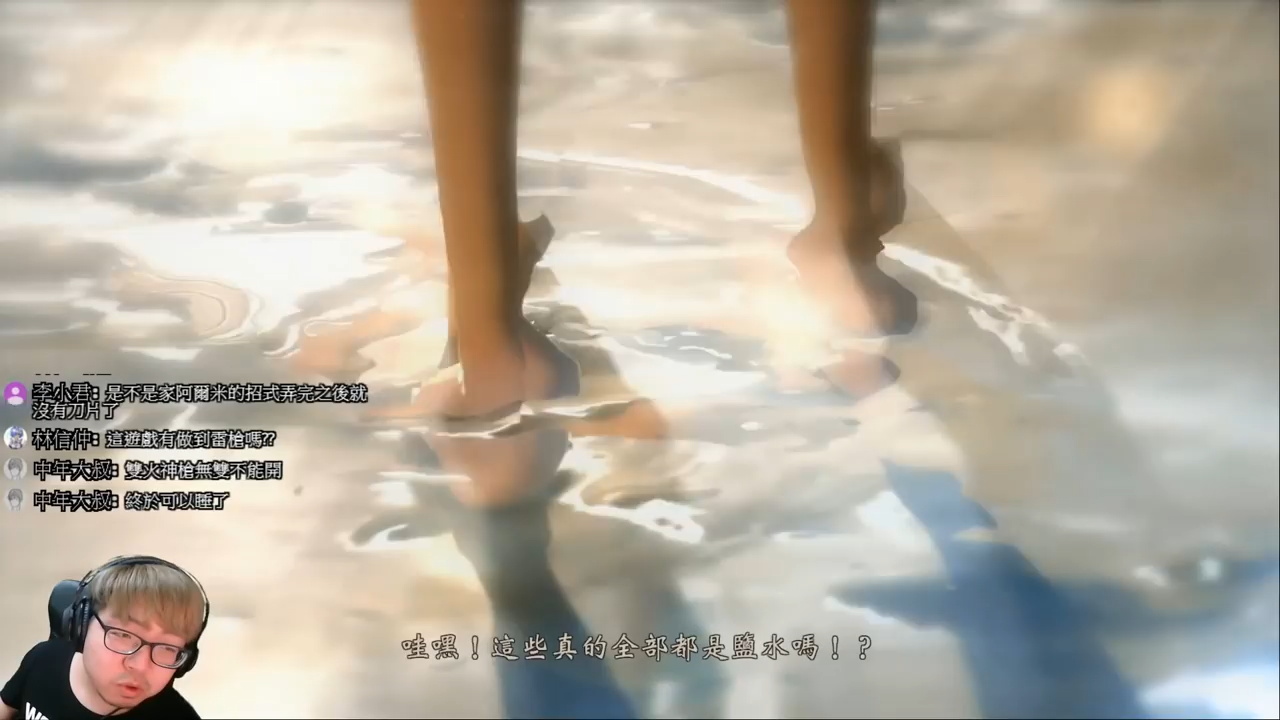 李小君: 是不是家阿爾米的招式弄完之後就
沒有刀片了
林信仲: 這遊戲有做到雷槍嗎??
中年大叔: 雙火神槍無雙不能開
中年大叔: 終於可以睡了
哇嘿！這些真的全部都是鹽水嗎！？